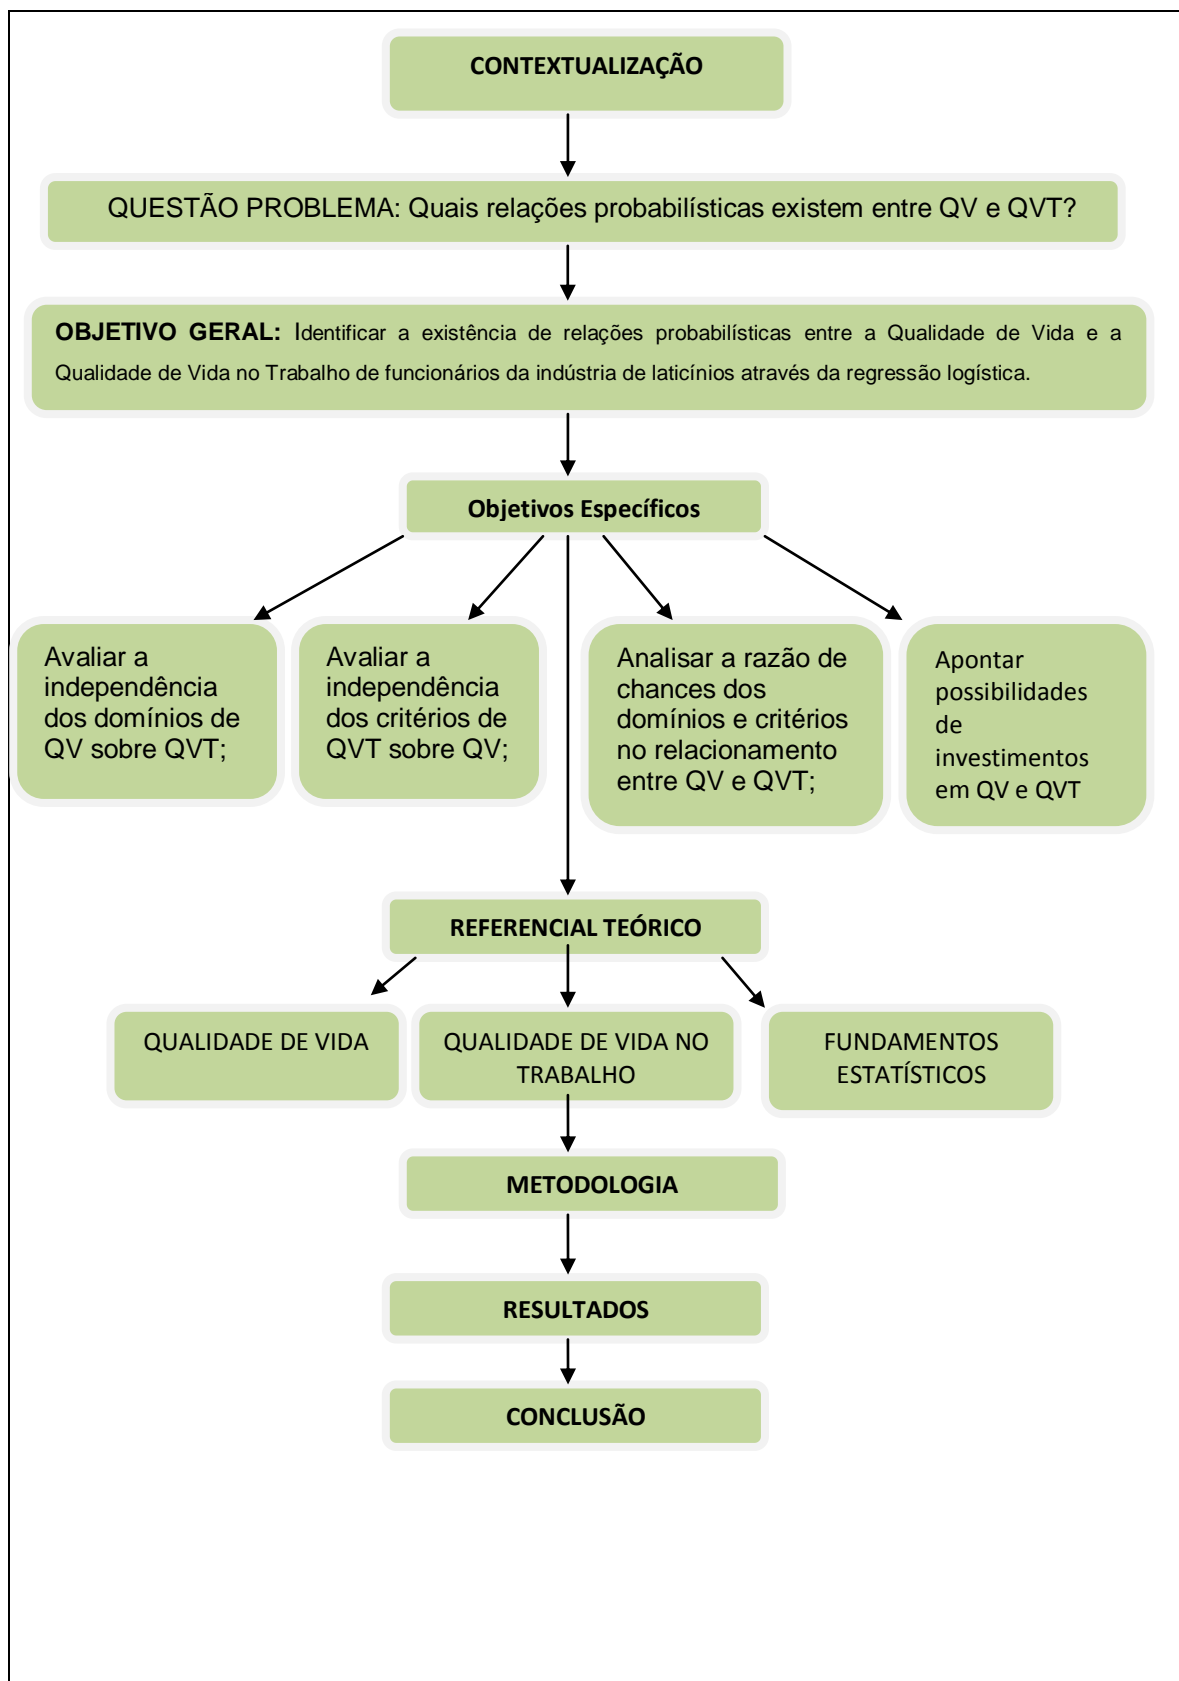 CONTEXTUALIZAÇÃO
QUESTÃO PROBLEMA: Quais relações probabilísticas existem entre QV e QVT?
OBJETIVO GERAL: Identificar a existência de relações probabilísticas entre a Qualidade de Vida e a
Qualidade de Vida no Trabalho de funcionários da indústria de laticínios através da regressão logística.
Objetivos Específicos
Avaliar a
independência
dos domínios de
QV sobre QVT;
Avaliar a
independência
dos critérios de
QVT sobre QV;
Analisar a razão de
chances dos
domínios e critérios
no relacionamento
entre QV e QVT;
Apontar
possibilidades
de
investimentos
em QV e QVT
REFERENCIAL TEÓRICO
QUALIDADE DE VIDA
QUALIDADE DE VIDA NO
TRABALHO
FUNDAMENTOS
ESTATÍSTICOS
METODOLOGIA
RESULTADOS
CONCLUSÃO